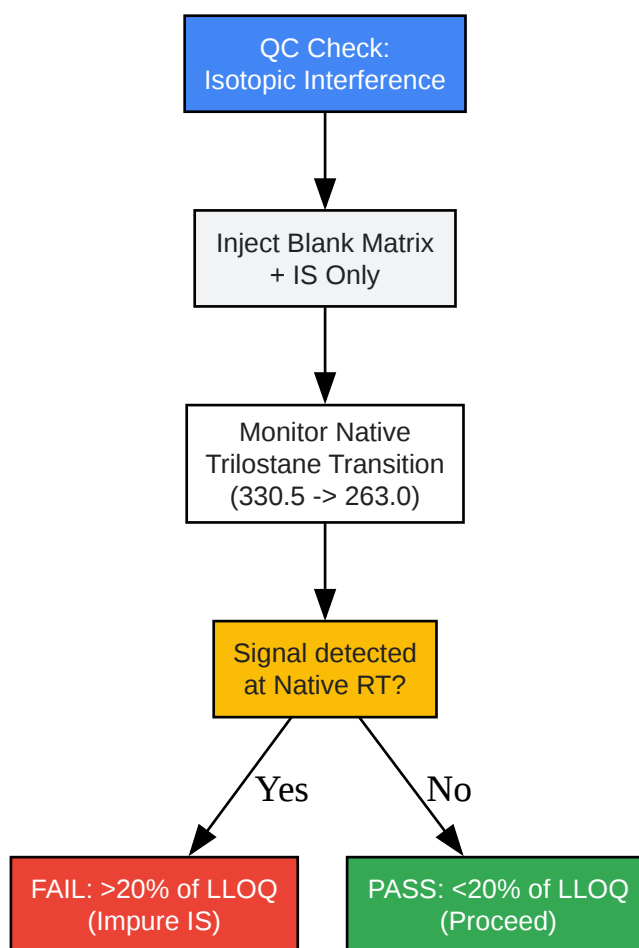 QC Check:
Isotopic Interference
Inject Blank Matrix
+ IS Only
Monitor Native
Trilostane Transition
(330.5 -> 263.0)
Signal detected
at Native RT?
Yes
No
FAIL: >20% of LLOQ
(Impure IS)
PASS: <20% of LLOQ
(Proceed)